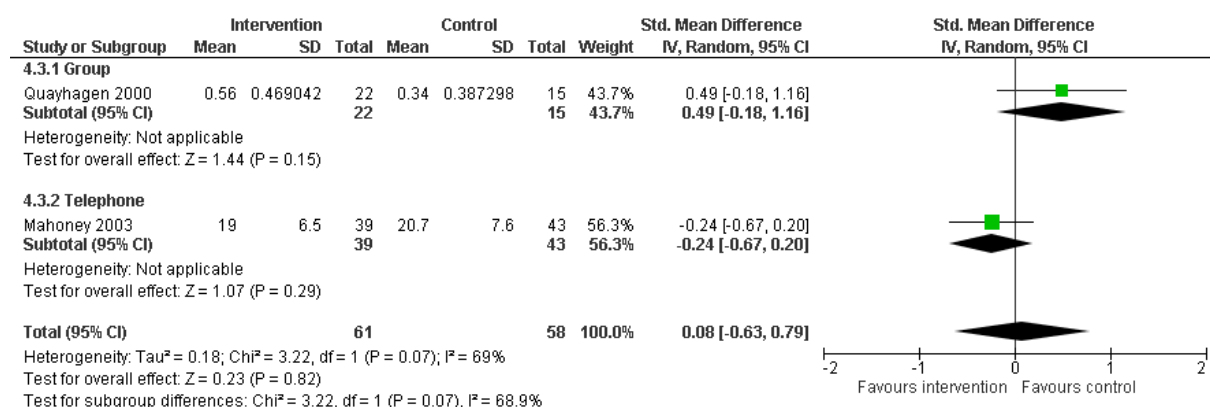 Intervention Control Std. Mean Difference Std. Mean Difference
Study or Subgroup Mean SD Total Mean SD Total Weight IV, Random, 95% CI IV, Random, 95% CI
4.3.1 Group
Quayhagen 2000 0.56 0.469042 22 0.34 0.387298 15 43.7% 0.49 [-0.18, 1.16]
Subtotal (95% CI) 22 15 43.7% 0.49 [-0.18, 1.16]
Heterogeneity: Not applicable
Test for overall effect: Z = 1.44 (P = 0.15)
4.3.2 Telephone
Mahoney 2003 19 6.5 39 20.7 7.6 43 56.3% -0.24 [-0.67, 0.20]
Subtotal (95% CI) 39 43 56.3% -0.24 [-0.67, 0.20]
Heterogeneity: Not applicable
Test for overall effect: Z = 1.07 (P = 0.29)
Total (95% CI) 61 58 100.0% 0.08 [-0.63, 0.79]
Heterogeneity: Tau² = 0.18; Chi² = 3.22, df = 1 (P = 0.07); I² = 69%
Test for overall effect: Z = 0.23 (P = 0.82)
Test for subgroup differences: Chi² = 3.22, df = 1 (P = 0.07), I² = 68.9%
-2 -1 0 1 2
Favours intervention Favours control